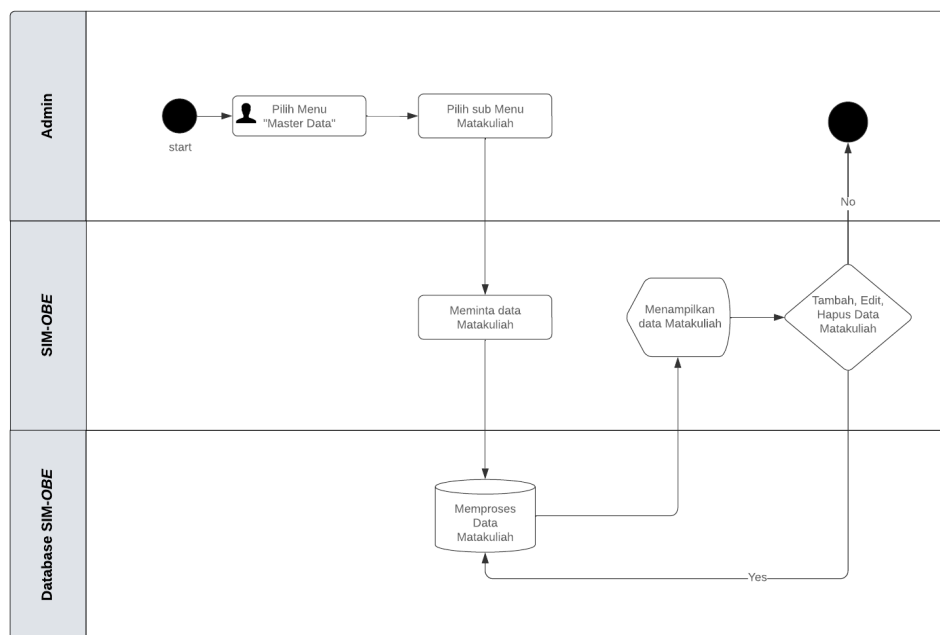 Admin
start
Pilih Menu
"Master Data"
Pilih sub Menu
Matakuliah
No
SIM-OBE
Meminta data
Matakuliah
Menampilkan
data Matakuliah
Tambah, Edit,
Hapus Data
Matakuliah
Database SIM-OBE
Memproses
Data
Matakuliah
Yes